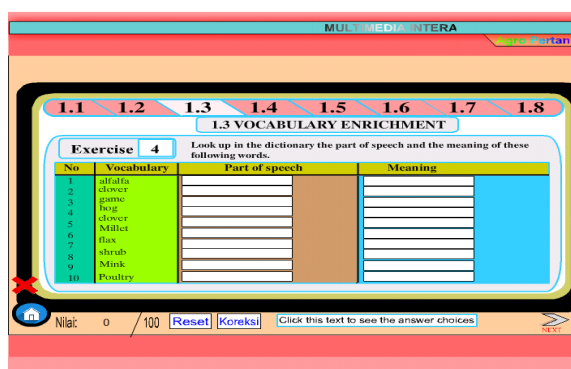 MULTIMEDIA INTERA
Agro Pertan
1.1 1.2 1.3 1.4 1.5 1.6 1.7 1.8
1.3 VOCABULARY ENRICHMENT
Exercise 4
Look up in the dictionary the part of speech and the meaning of these
following words.
No Vocabulary Part of speech Meaning
1 alfalfa
2 clover
3 game
4 hog
5 clover
6 Millet
7 flax
8 shrub
9 Mink
10 Poultry
Nilai: 0 /100 Reset Koreksi Click this text to see the answer choices
NEXT